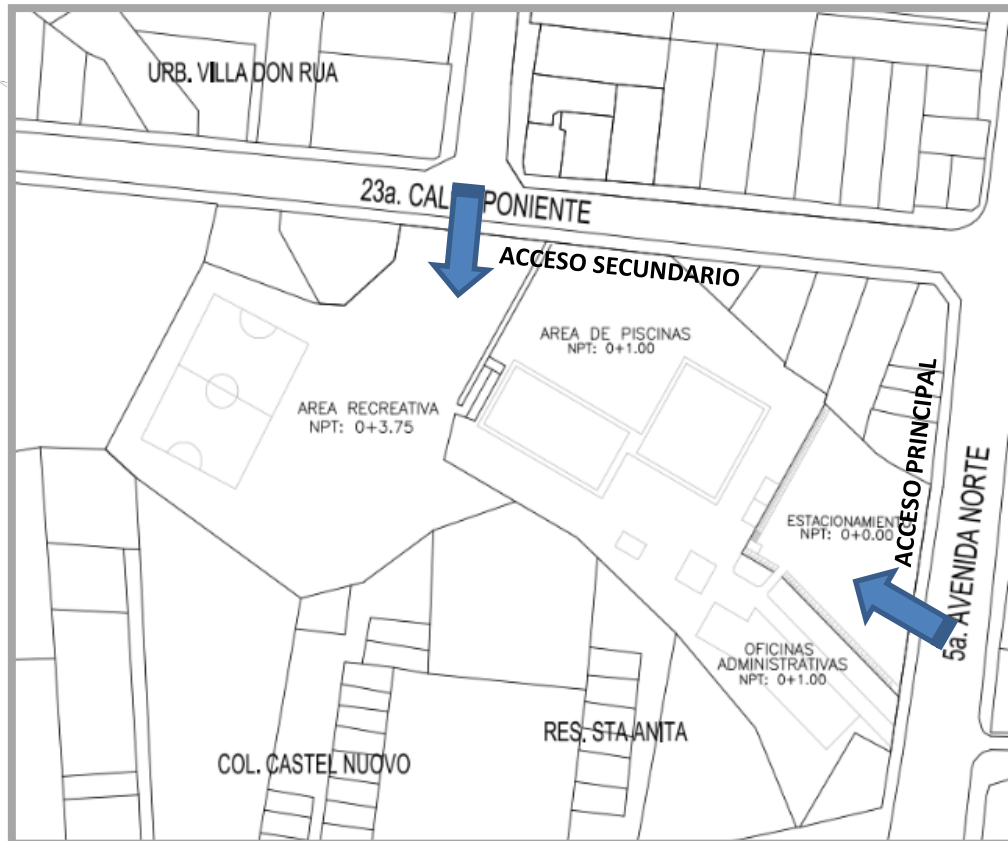 URB. VILLA DON RUA
23a. CAL PONIENTE
ACCESO SECUNDARIO
AREA DE PISCINAS
NPT: 0+1.00
AREA RECREATIVA
NPT: 0+3.75
ACCESO PRINCIPAL
ESTACIONAMIENT
NPT: 0+0.00
5a. AVENIDA NORTE
OFICINAS
ADMINISTRATIVAS
NPT: 0+1.00
RES. STA ANITA
COL. CASTEL NUOVO